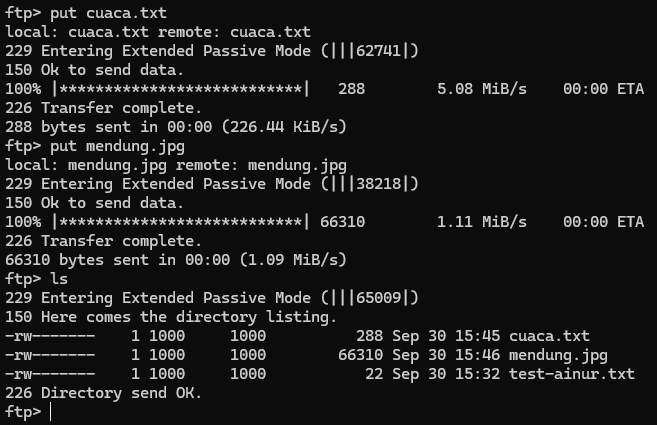 ftp> put cuaca.txt
local: cuaca.txt remote: cuaca.txt
229 Entering Extended Passive Mode (|||62741|)
150 Ok to send data.
100% |***************************|   288        5.08 MiB/s    00:00 ETA
226 Transfer complete.
288 bytes sent in 00:00 (226.44 KiB/s)
ftp> put mendung.jpg
local: mendung.jpg remote: mendung.jpg
229 Entering Extended Passive Mode (|||38218|)
150 Ok to send data.
100% |***************************| 66310        1.11 MiB/s    00:00 ETA
226 Transfer complete.
66310 bytes sent in 00:00 (1.09 MiB/s)
ftp> ls
229 Entering Extended Passive Mode (|||65009|)
150 Here comes the directory listing.
-rw-------    1 1000     1000          288 Sep 30 15:45 cuaca.txt
-rw-------    1 1000     1000        66310 Sep 30 15:46 mendung.jpg
-rw-------    1 1000     1000           22 Sep 30 15:32 test-ainur.txt
226 Directory send OK.
ftp>